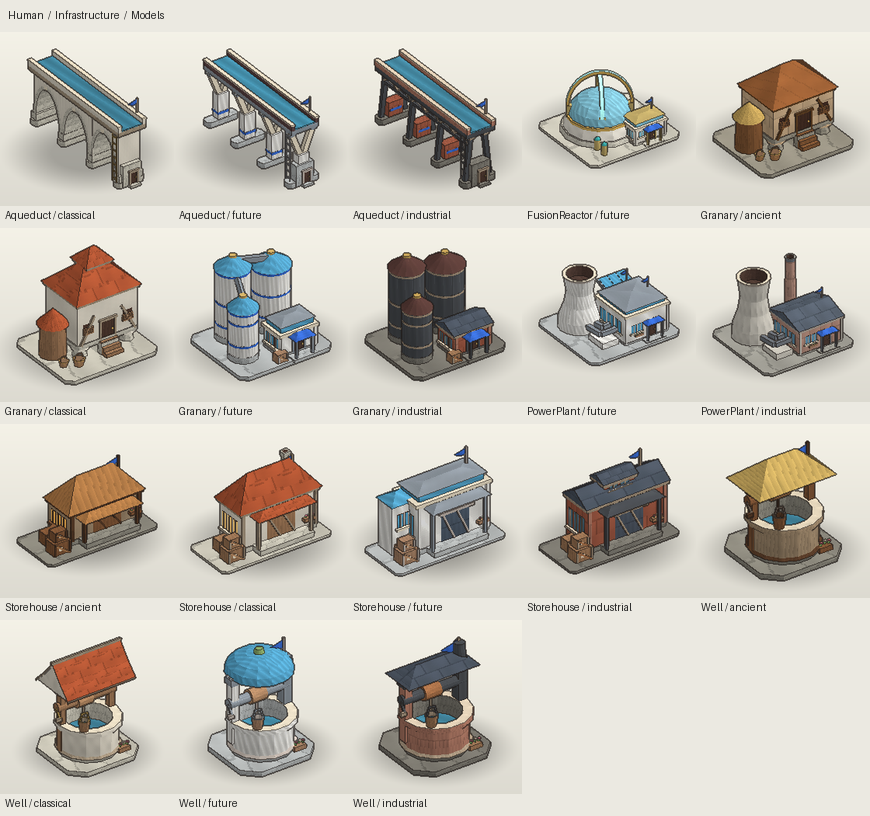 Human / Infrastructure / Models
Aqueduct / classical
Aqueduct / future
Aqueduct / industrial
FusionReactor / future
Granary / ancient
Granary / classical
Granary / future
Granary / industrial
PowerPlant / future
PowerPlant / industrial
Storehouse / ancient
Storehouse / classical
Storehouse / future
Storehouse / industrial
Well / ancient
Well / classical
Well / future
Well / industrial